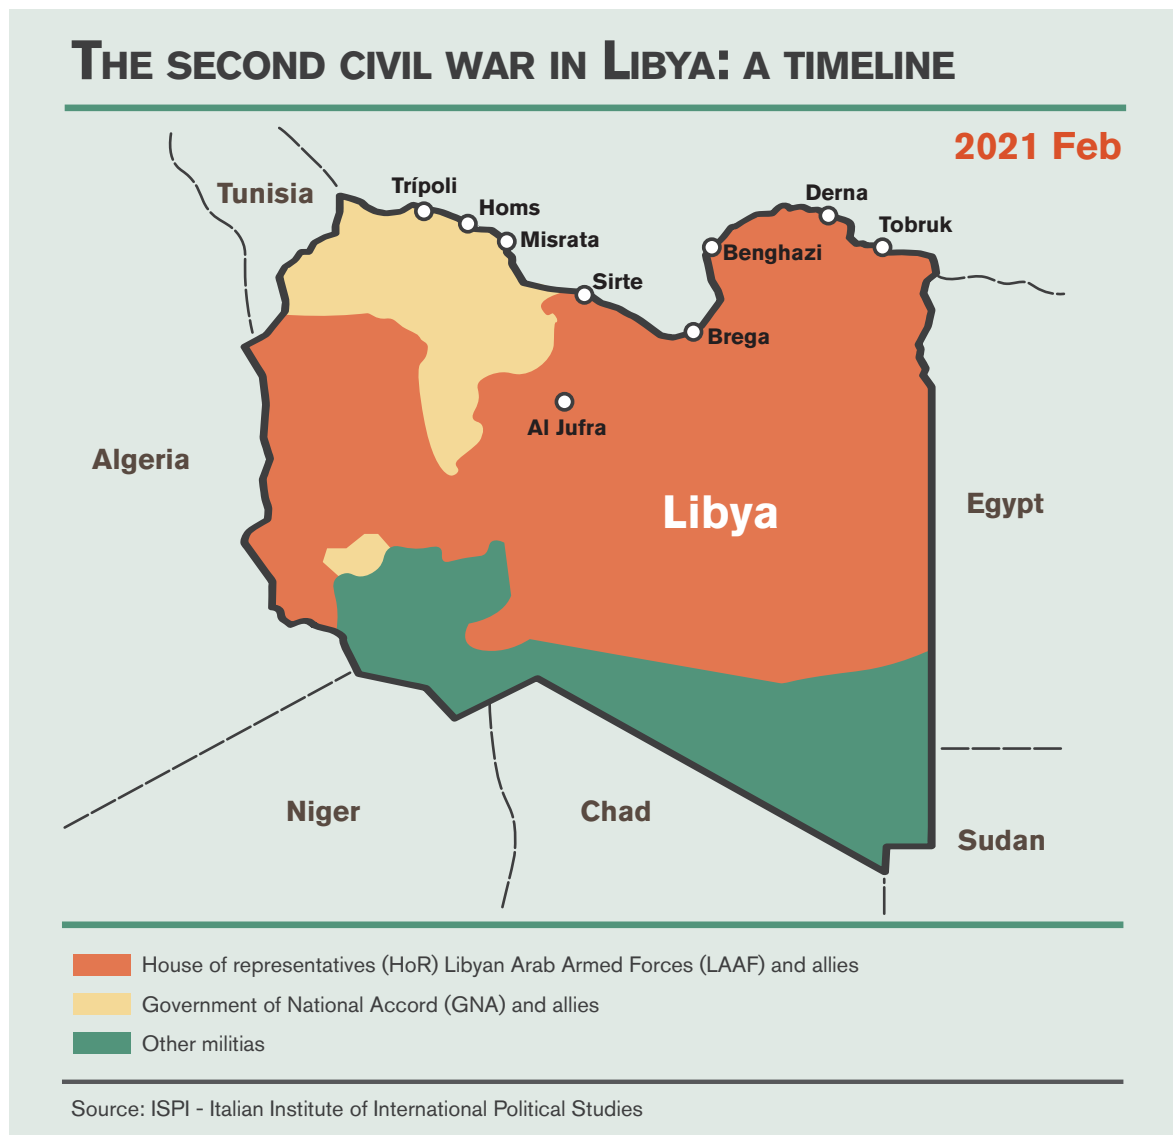 THE SECOND CIVIL WAR IN LIBYA: A TIMELINE
2021 Feb
Tunisia
Trípoli
Homs
Misrata
Sirte
Derna
Tobruk
Benghazi
Brega
Al Jufra
Algeria
Libya
Egypt
Niger
Chad
Sudan
House of representatives (HoR) Libyan Arab Armed Forces (LAAF) and allies
Government of National Accord (GNA) and allies
Other militias
Source: ISPI - Italian Institute of International Political Studies